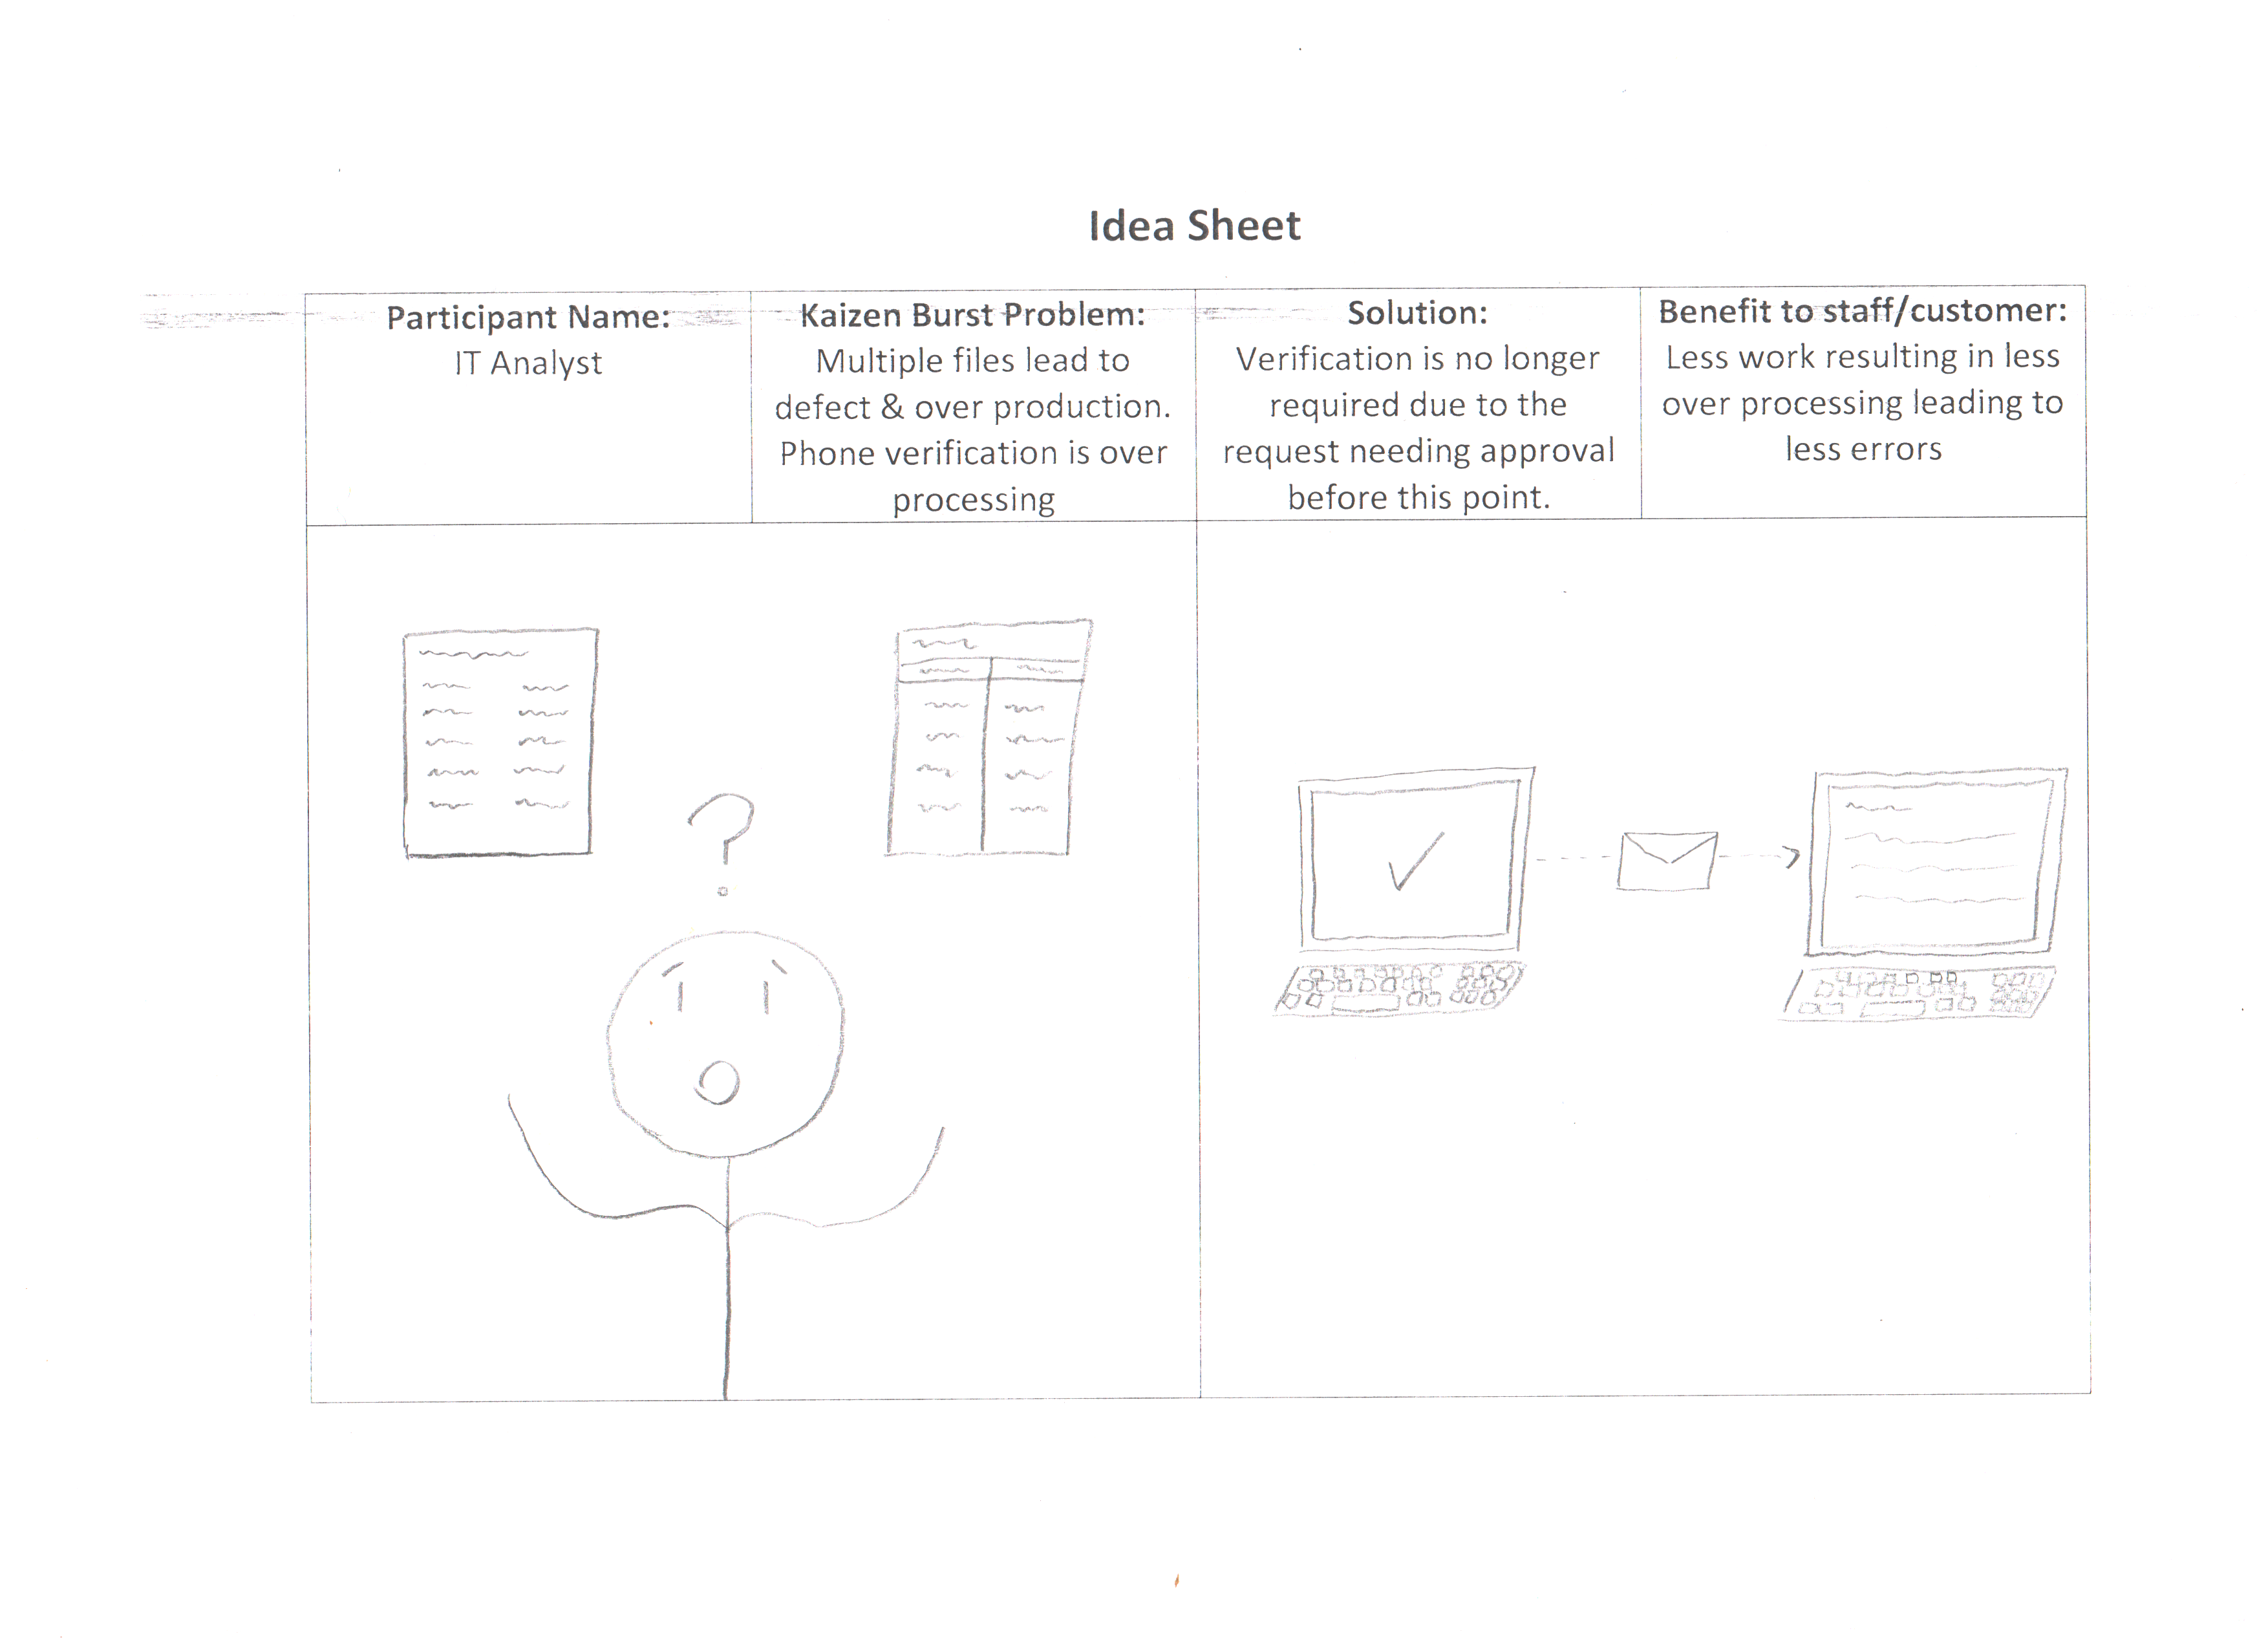 Idea Sheet
Participant Name:
IT Analyst
Kaizen Burst Problem:
Multiple files lead to
defect & over production.
Phone verification is over
processing
Solution:
Verification is no longer
required due to the
request needing approval
before this point.
Benefit to staff/customer:
Less work resulting in less
over processing leading to
less errors
?